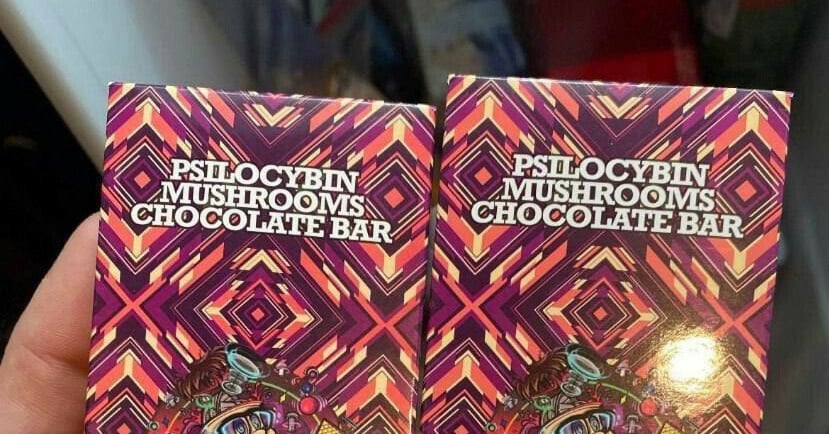 PSILOCYBIN
MUSHROOMS
CHOCOLATE BAR
PSILOCYBIN
MUSHROOMS
CHOCOLATE BAR